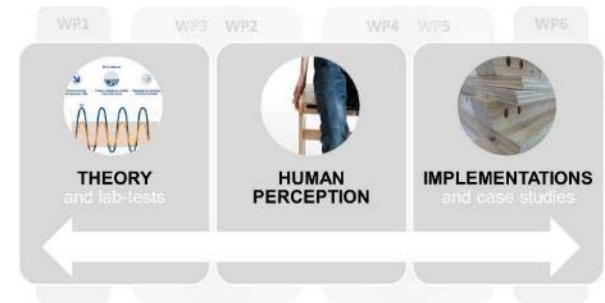 WP1
WP3
WP2
WP4
WP5
WP6
THEORY
and lab-tests
HUMAN
PERCEPTION
IMPLEMENTATIONS
and case studies